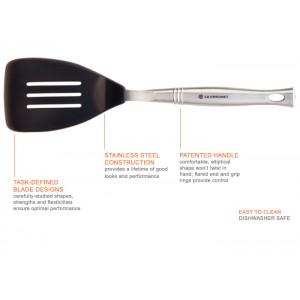 LE CREUSET
TASK-DEFINED
BLADE DESIGNS
carefully-studied shapes,
strengths and flexibilities
ensure optimal performance
STAINLESS STEEL
CONSTRUCTION
provides a lifetime of good
looks and performance
PATENTED HANDLE
comfortable, elliptical
shape won't twist in
hand; flared end and grip
rings provide control
EASY TO CLEAN
DISHWASHER SAFE